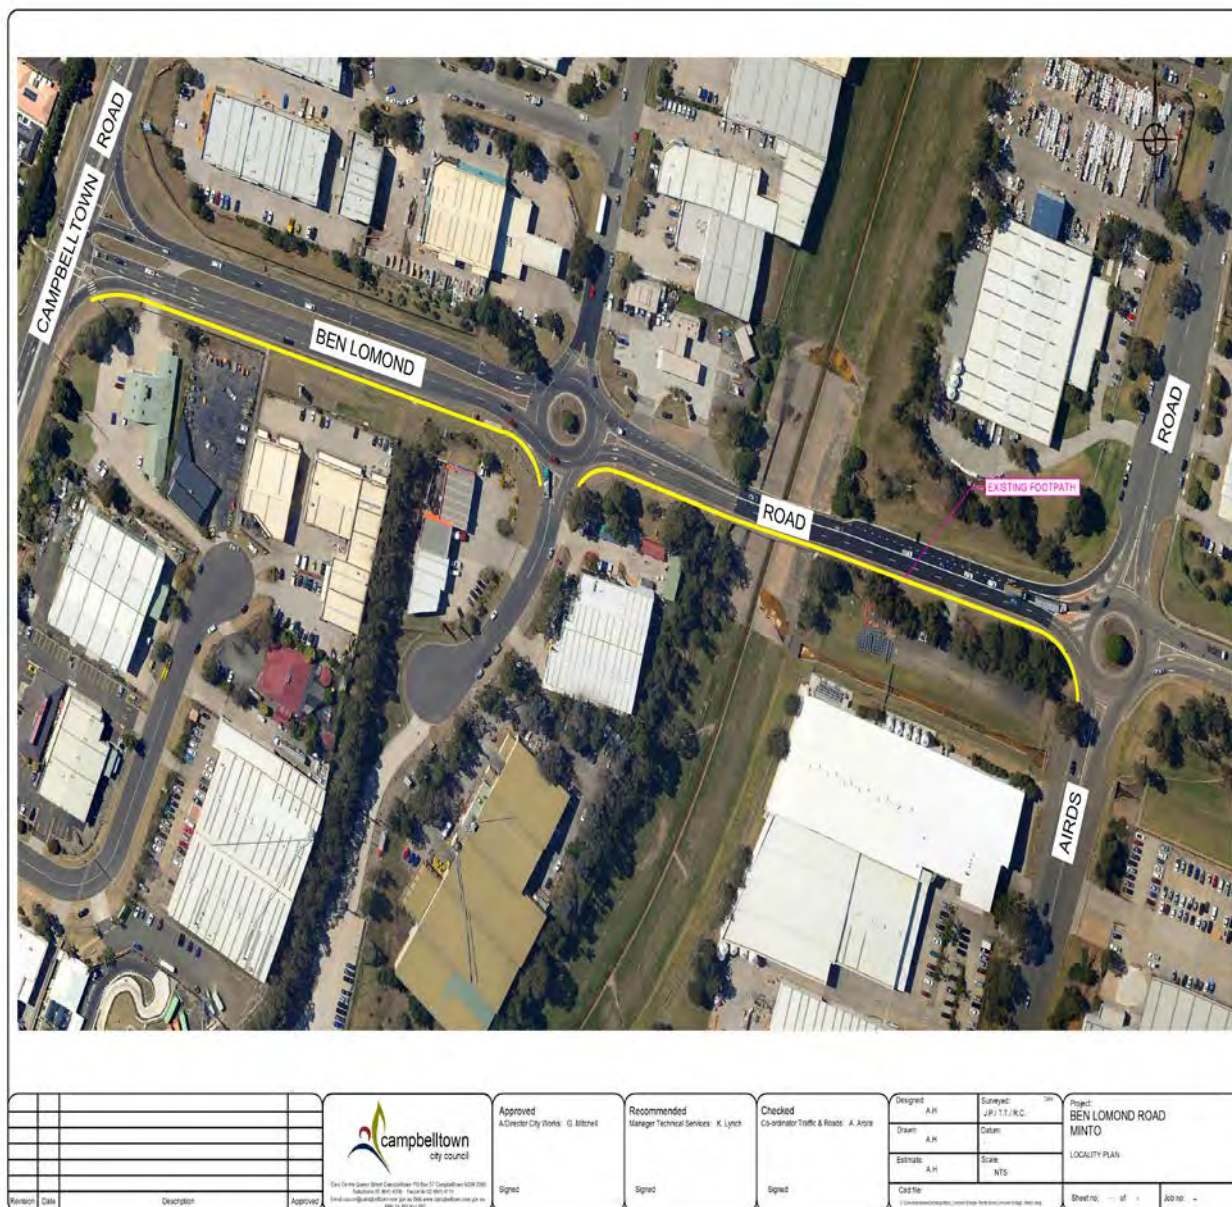 CAMPBELLTOWN ROAD
BEN LOMOND
ROAD
EXISTING FOOTPATH
ROAD
AIRDS
Revision
Date
Description
Approved
campbelltown
city council
Approved
A/Director City Works: G. Mitchell
Signed
Recommended
Manager Technical Services: K. Lynch
Signed
Checked
Co-ordinator Traffic & Roads: A. Arora
Signed
Designed:
A.H
Surveyed:
Date
J.P / T.T / R.C.
Drawn:
A.H
Datum:
-
Estimate:
A.H
Scale:
NTS
Cad file:
Project:
BEN LOMOND ROAD
MINTO
LOCALITY PLAN
Sheet no: - of -
Job no: -